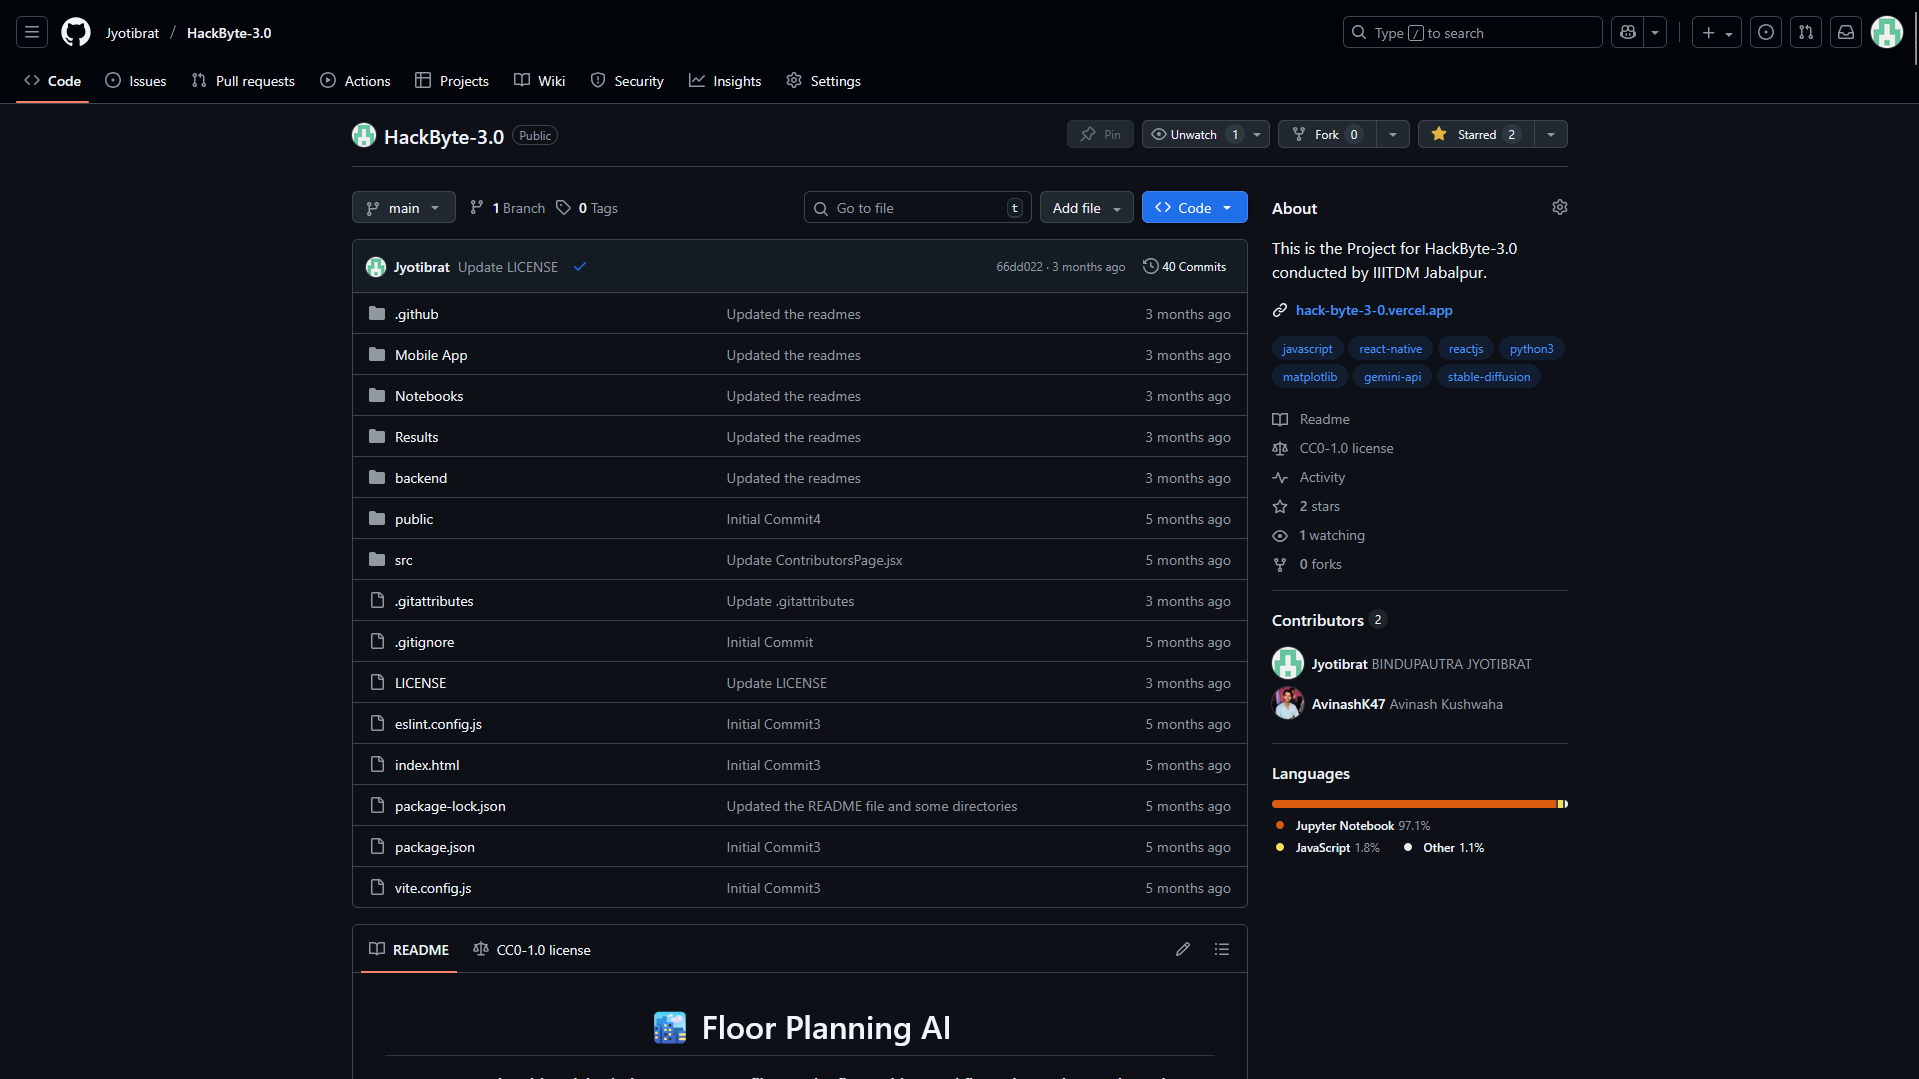 Jyotibrat / HackByte-3.0
Type / to search
Code Issues Pull requests Actions Projects Wiki Security Insights Settings
HackByte-3.0 Public
Pin Unwatch 1 Fork 0 Starred 2
main 1 Branch 0 Tags
Go to file t Add file Code
Jyotibrat Update LICENSE 66dd022 · 3 months ago 40 Commits
.github Updated the readmes 3 months ago
Mobile App Updated the readmes 3 months ago
Notebooks Updated the readmes 3 months ago
Results Updated the readmes 3 months ago
backend Updated the readmes 3 months ago
public Initial Commit4 5 months ago
src Update ContributorsPage.jsx 5 months ago
.gitattributes Update .gitattributes 3 months ago
.gitignore Initial Commit 5 months ago
LICENSE Update LICENSE 3 months ago
eslint.config.js Initial Commit3 5 months ago
index.html Initial Commit3 5 months ago
package-lock.json Updated the README file and some directories 5 months ago
package.json Initial Commit3 5 months ago
vite.config.js Initial Commit3 5 months ago
README CC0-1.0 license
Floor Planning AI
About
This is the Project for HackByte-3.0
conducted by IIITDM Jabalpur.
hack-byte-3-0.vercel.app
javascript react-native reactjs python3
matplotlib gemini-api stable-diffusion
Readme
CC0-1.0 license
Activity
2 stars
1 watching
0 forks
Contributors 2
Jyotibrat BINDUPAUTRA JYOTIBRAT
AvinashK47 Avinash Kushwaha
Languages
Jupyter Notebook 97.1%
JavaScript 1.8% Other 1.1%